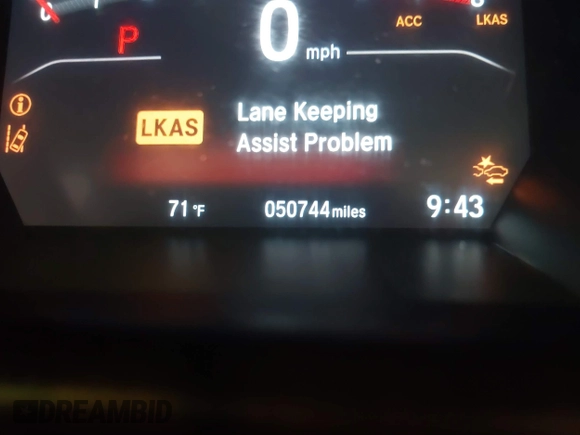 ACC LKAS
P
0 mph
LKAS
Lane Keeping
Assist Problem
71 °F 050744 miles 9:43
DREAMBID